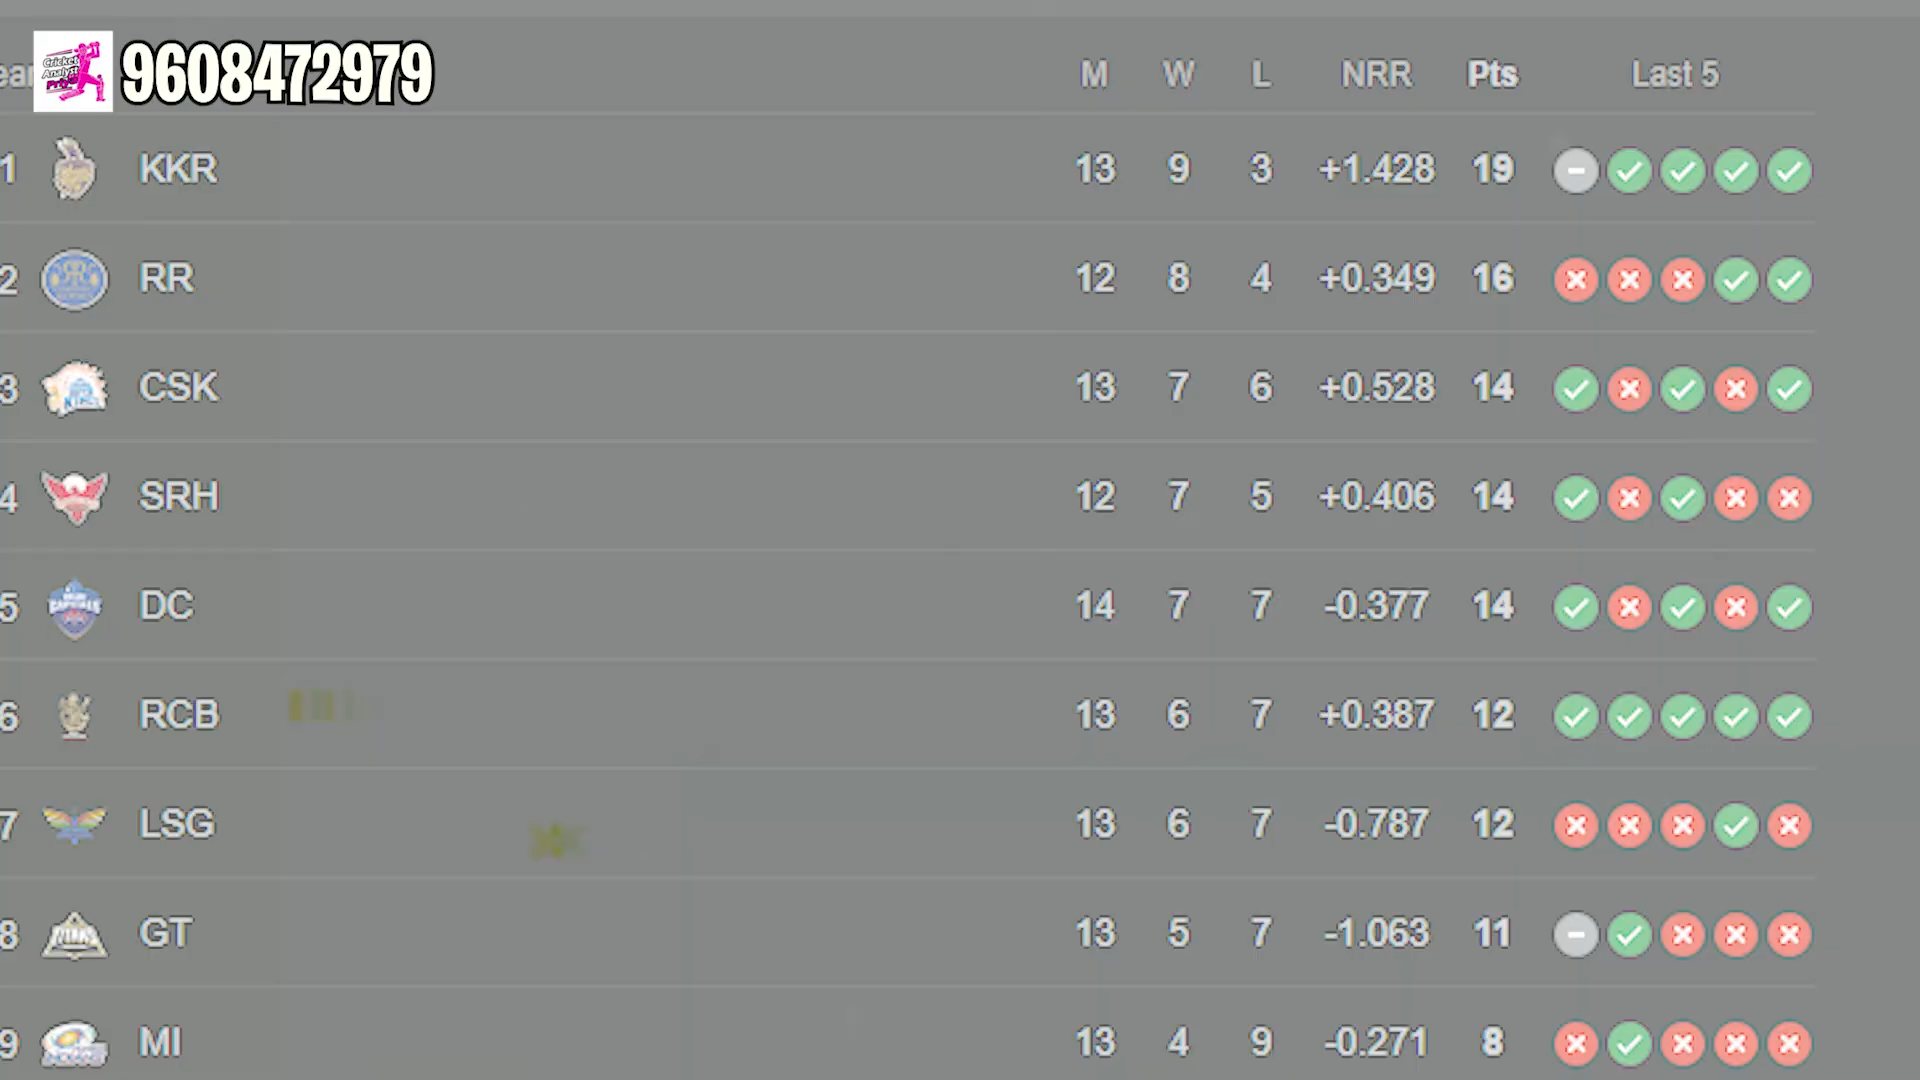 Cricket
Analyst
Pro
9608472979
M W L NRR Pts Last 5
1 KKR 13 9 3 +1.428 19
2 RR 12 8 4 +0.349 16
3 CSK 13 7 6 +0.528 14
4 SRH 12 7 5 +0.406 14
5 DC 14 7 7 -0.377 14
6 RCB 13 6 7 +0.387 12
7 LSG 13 6 7 -0.787 12
8 GT 13 5 7 -1.063 11
9 MI 13 4 9 -0.271 8